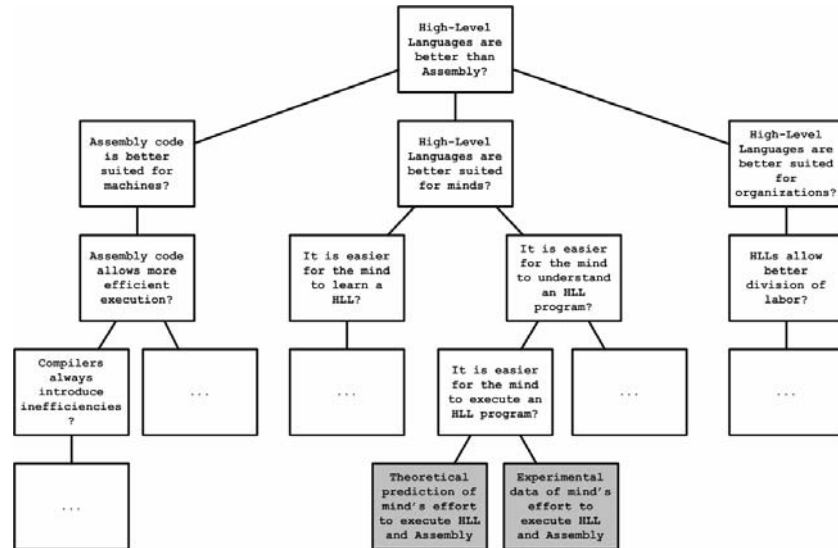 High-Level
Languages are
better than
Assembly?
Assembly code
is better
suited for
machines?
High-Level
Languages are
better suited
for minds?
High-Level
Languages are
better suited
for
organizations?
Assembly code
allows more
efficient
execution?
It is easier
for the mind
to learn a
HLL?
It is easier
for the mind
to understand
an HLL
program?
HLLs allow
better
division of
labor?
Compilers
always
introduce
inefficiencies
?
...
...
It is easier
for the mind
to execute an
HLL program?
...
...
...
Theoretical
prediction of
mind's effort
to execute HLL
and Assembly
Experimental
data of mind's
effort to
execute HLL
and Assembly